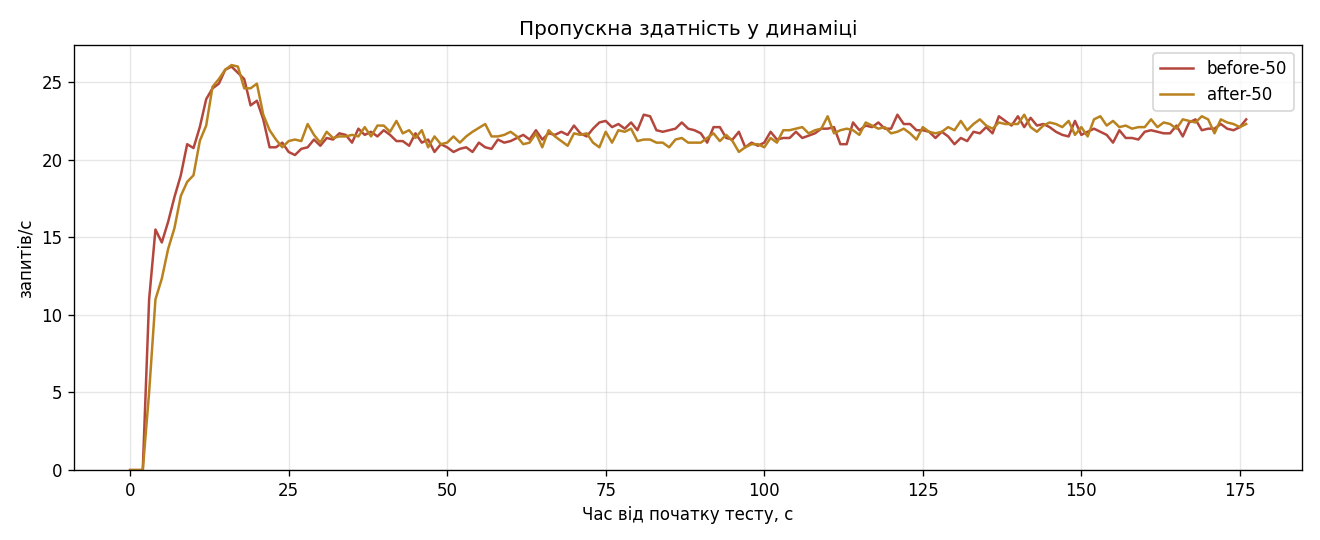 Пропускна здатність у динаміці
before-50
after-50
запитів/с
25
20
15
10
5
0
0 25 50 75 100 125 150 175
Час від початку тесту, с